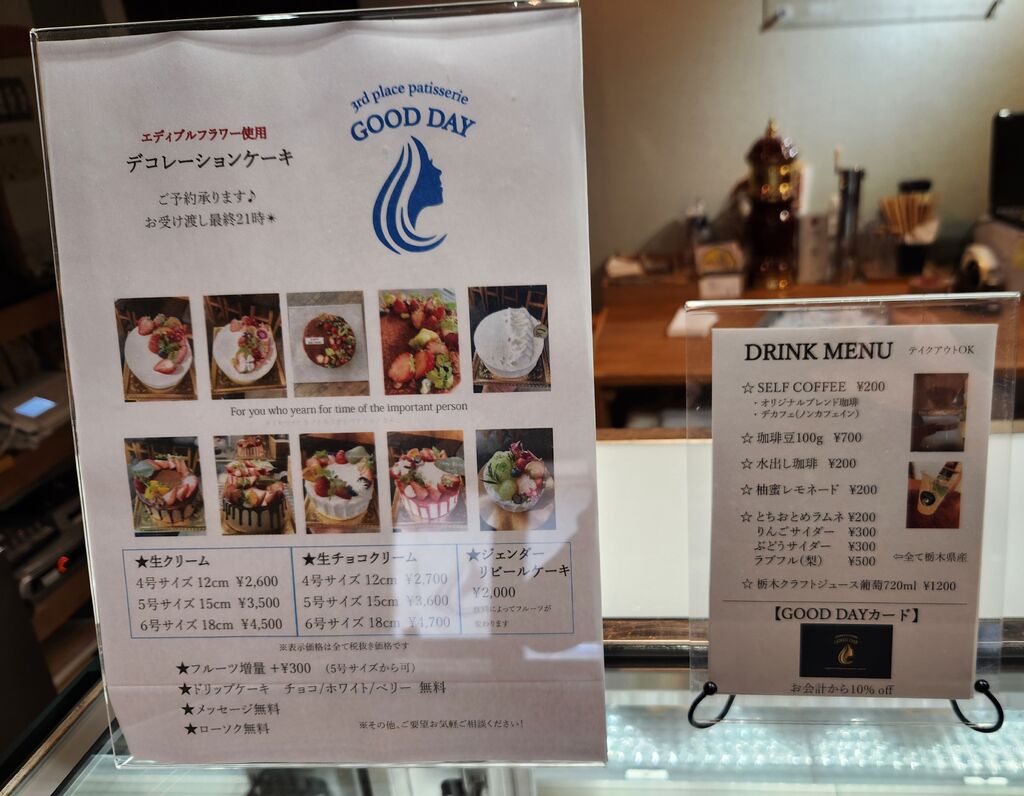 3rd place patisserie
GOOD DAY
エディブルフラワー使用
デコレーションケーキ
ご予約承ります♪
お受け渡し最終21時✴
For you who yearn for time of the important person
★生クリーム
4号サイズ 12cm ¥2,600
5号サイズ 15cm ¥3,500
6号サイズ 18cm ¥4,500
★生チョコクリーム
4号サイズ 12cm ¥2,700
5号サイズ 15cm ¥3,600
6号サイズ 18cm ¥4,700
★ジェンダー
リビールケーキ
¥2,000
によってフルーツが
変わります
※表示価格は全て税抜き価格です
★フルーツ増量 +¥300 (5号サイズから可)
★ドリップケーキ チョコ/ホワイト/ベリー 無料
★メッセージ無料
★ローソク無料
※その他、ご要望お気軽ご相談ください!
DRINK MENU テイクアウトOK
☆ SELF COFFEE ¥200
・オリジナルブレンド珈琲
・デカフェ(ノンカフェイン)
☆ 珈琲豆100g ¥700
☆ 水出し珈琲 ¥200
☆ 柚蜜レモネード ¥200
☆ とちおとめラムネ ¥200
りんごサイダー ¥300
ぶどうサイダー ¥300
ラブフル(梨) ¥500
⇦全て栃木県産
☆ 栃木クラフトジュース葡萄720ml ¥1200
【GOOD DAYカード】
お会計から10% off